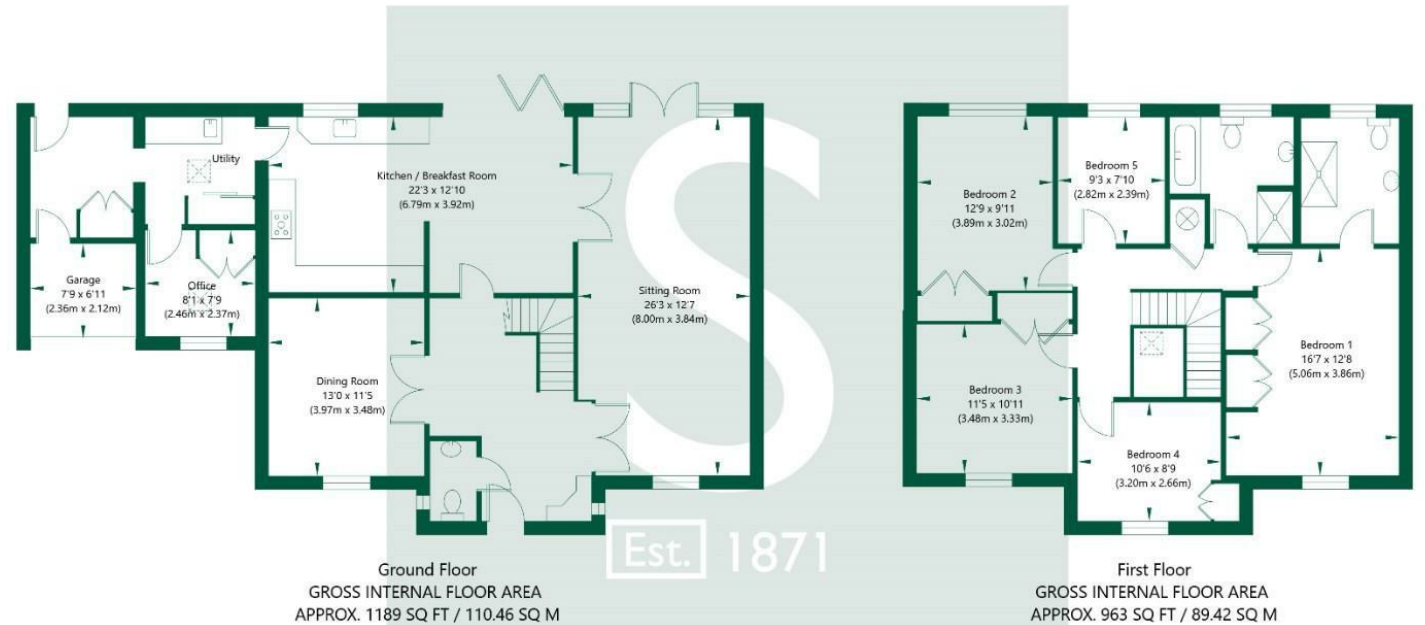 Utility
Kitchen / Breakfast Room
22'3 x 12'10
(6.79m x 3.92m)
Garage
7'9 x 6'11
(2.36m x 2.12m)
Office
8'1 x 7'9
(2.46m x 2.37m)
Sitting Room
26'3 x 12'7
(8.00m x 3.84m)
Dining Room
13'0 x 11'5
(3.97m x 3.48m)
Ground Floor
GROSS INTERNAL FLOOR AREA
APPROX. 1189 SQ FT / 110.46 SQ M
S
Est. 1871
Bedroom 2
12'9 x 9'11
(3.89m x 3.02m)
Bedroom 5
9'3 x 7'10
(2.82m x 2.39m)
Bedroom 3
11'5 x 10'11
(3.48m x 3.33m)
Bedroom 1
16'7 x 12'8
(5.06m x 3.86m)
Bedroom 4
10'6 x 8'9
(3.20m x 2.66m)
First Floor
GROSS INTERNAL FLOOR AREA
APPROX. 963 SQ FT / 89.42 SQ M